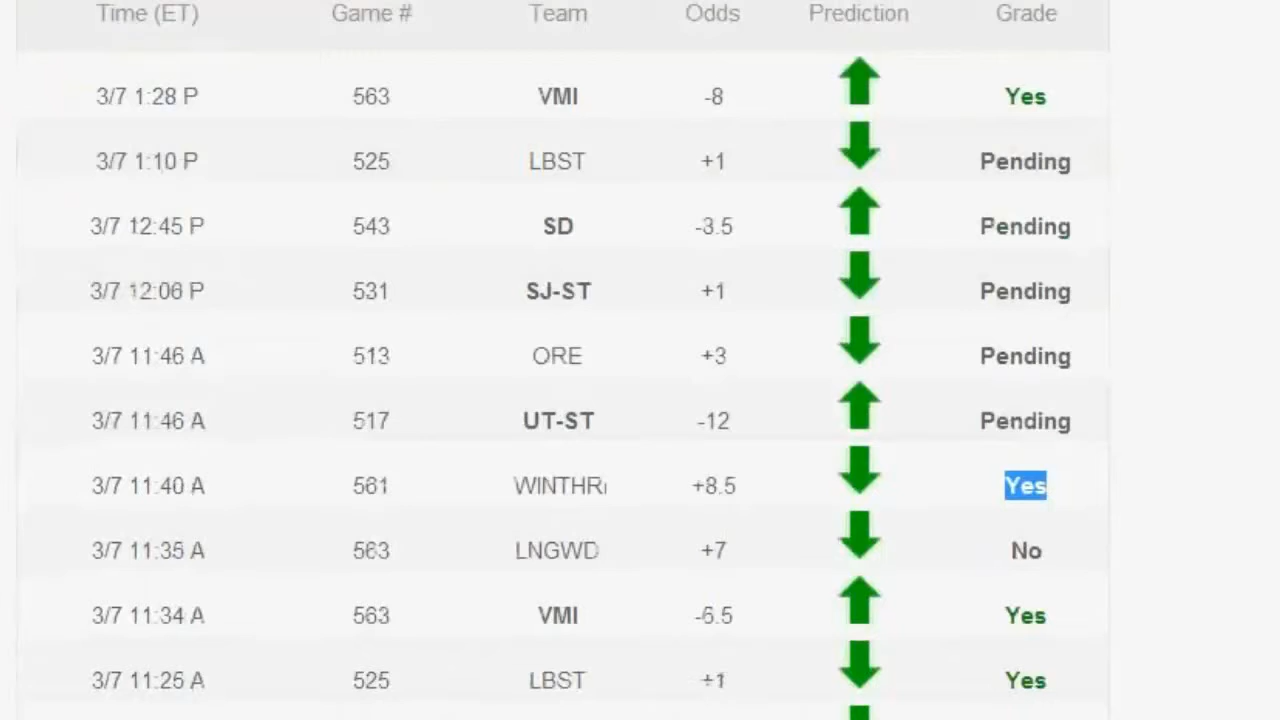 Time (ET) Game # Team Odds Prediction Grade
3/7 1:28 P 563 VMI -8 Yes
3/7 1:10 P 525 LBST +1 Pending
3/7 12:45 P 543 SD -3.5 Pending
3/7 12:06 P 531 SJ-ST +1 Pending
3/7 11:46 A 513 ORE +3 Pending
3/7 11:46 A 517 UT-ST -12 Pending
3/7 11:40 A 561 WINTHR +8.5 Yes
3/7 11:35 A 563 LNGWD +7 No
3/7 11:34 A 563 VMI -6.5 Yes
3/7 11:25 A 525 LBST +1 Yes